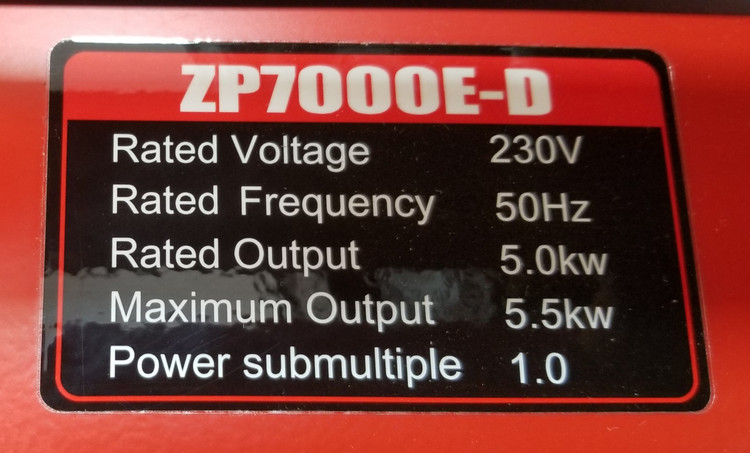 ZP7000E-D
Rated Voltage 230V
Rated Frequency 50Hz
Rated Output 5.0kw
Maximum Output 5.5kw
Power submultiple 1.0